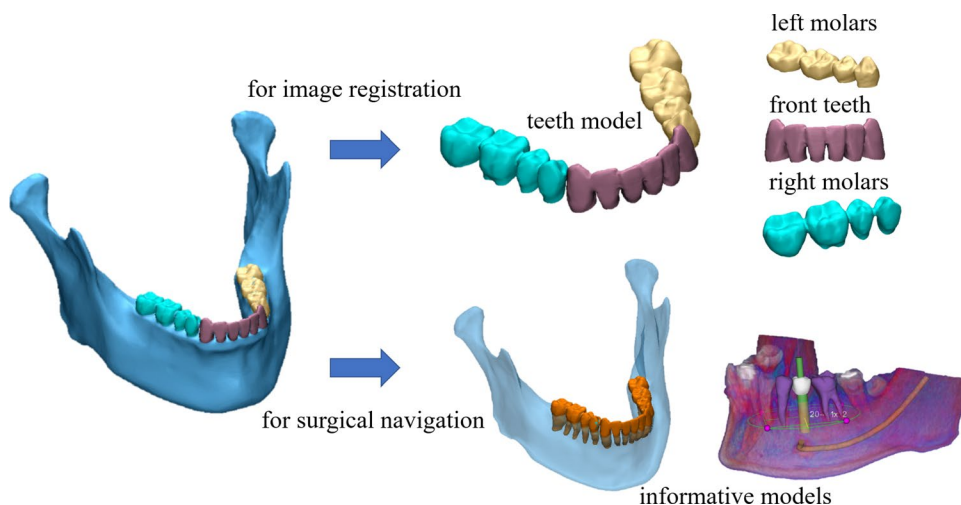 left molars
for image registration
front teeth
teeth model
right molars
for surgical navigation
informative models